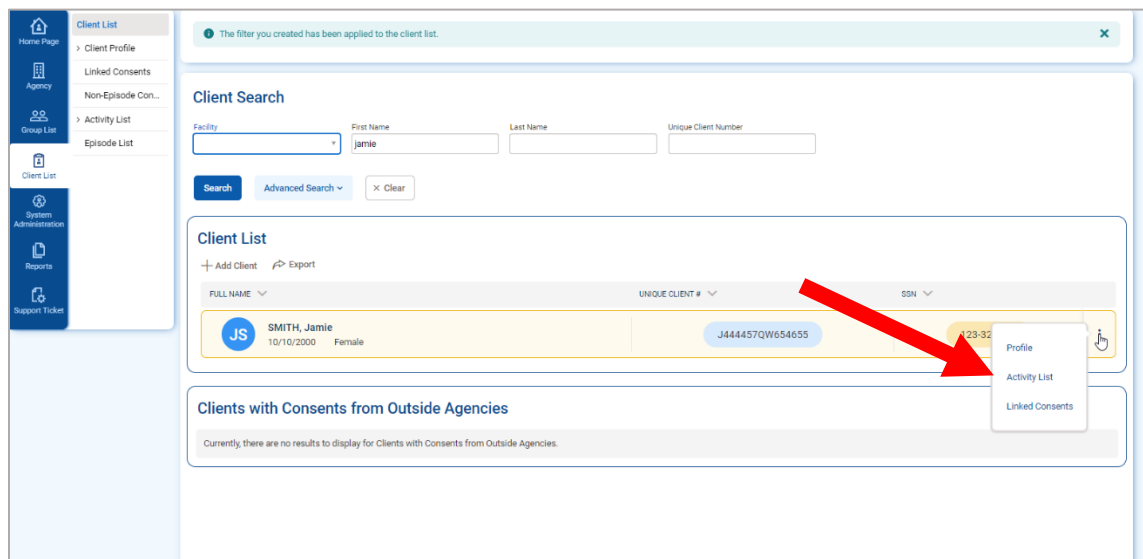 Home Page
Agency
Group List
Client List
System
Administration
Reports
Support Ticket
Client List
Client Profile
Linked Consents
Non-Episode Con...
Activity List
Episode List
The filter you created has been applied to the client list.
Client Search
Facility First Name Last Name Unique Client Number
jamie
Search Advanced Search × Clear
Client List
+ Add Client Export
FULL NAME UNIQUE CLIENT # SSN
JS SMITH, Jamie J444457QW654655 123-32
10/10/2000 Female
Profile
Activity List
Linked Consents
Clients with Consents from Outside Agencies
Currently, there are no results to display for Clients with Consents from Outside Agencies.